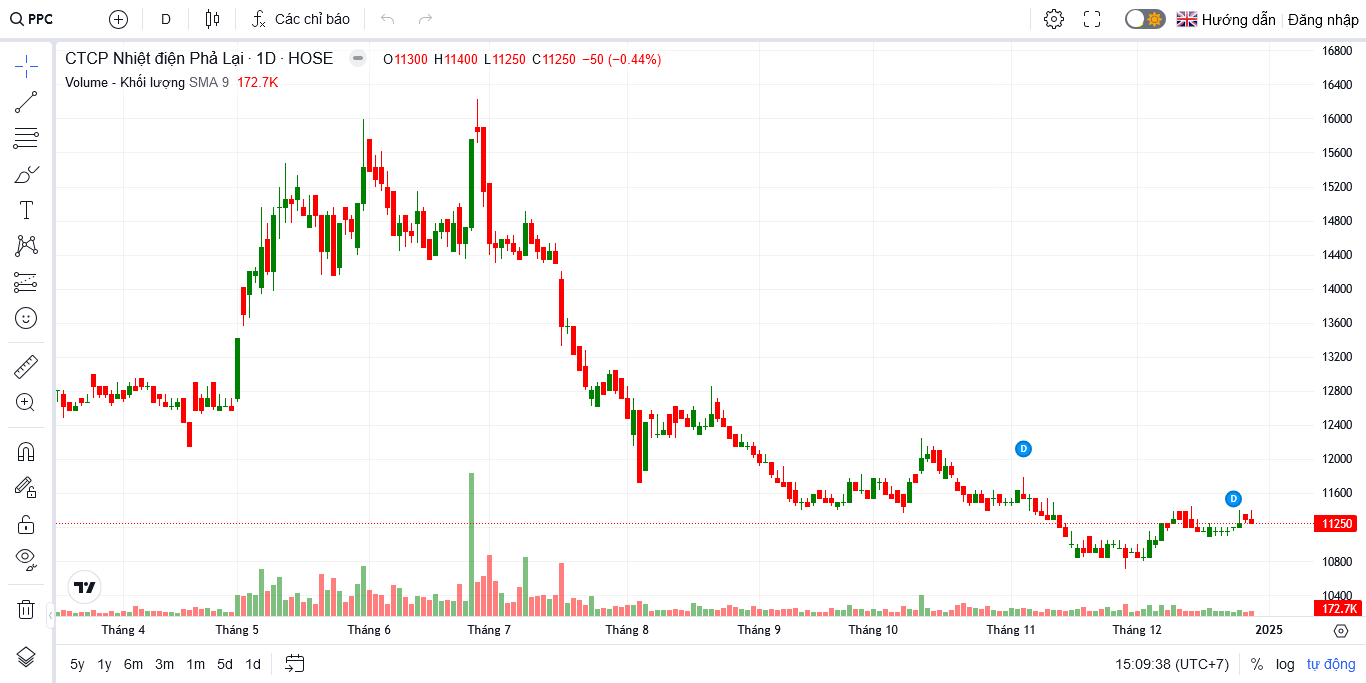 PPC D Các chỉ báo Hướng dẫn Đăng nhập
CTCP Nhiệt điện Phả Lại · 1D · HOSE O11300 H11400 L11250 C11250 −50 (−0.44%)
Volume - Khối lượng SMA 9 172.7K
16800
16400
16000
15600
15200
14800
14400
14000
13600
13200
12800
12400
12000
11600
11250
10800
10400
172.7K
D
D
Tháng 4 Tháng 5 Tháng 6 Tháng 7 Tháng 8 Tháng 9 Tháng 10 Tháng 11 Tháng 12 2025
5y 1y 6m 3m 1m 5d 1d 15:09:38 (UTC+7) % log tự động